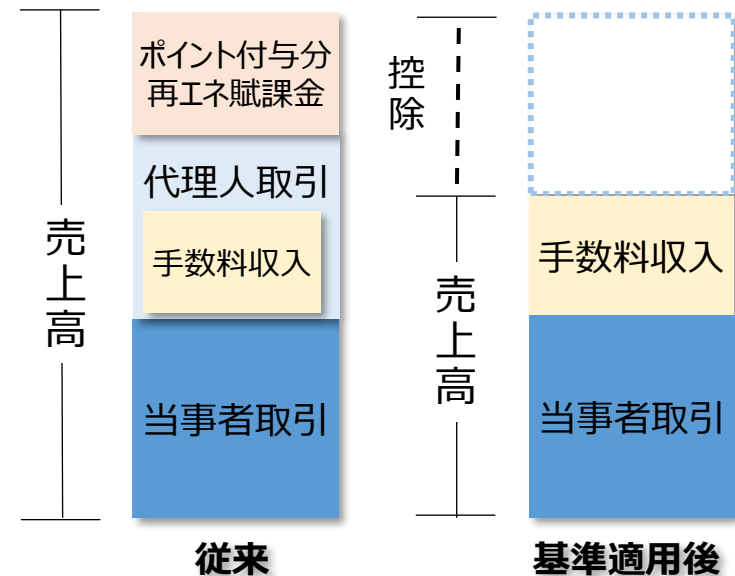 売上高
ポイント付与分
再エネ賦課金
代理人取引
手数料収入
当事者取引
従来
控除
売上高
手数料収入
当事者取引
基準適用後